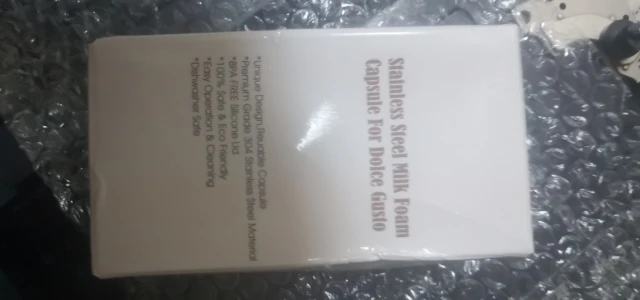 Stainless Steel Milk Foam
Capsule For Dolce Gusto
*Unique Design,Reuable Capsule
*Premium Grade 304 Stainless Steel Material
*BPA FREE Silicone Lid
*100% Safe & Eco Friendly
*Easy Operation & Cleaning
*Dishwasher Safe